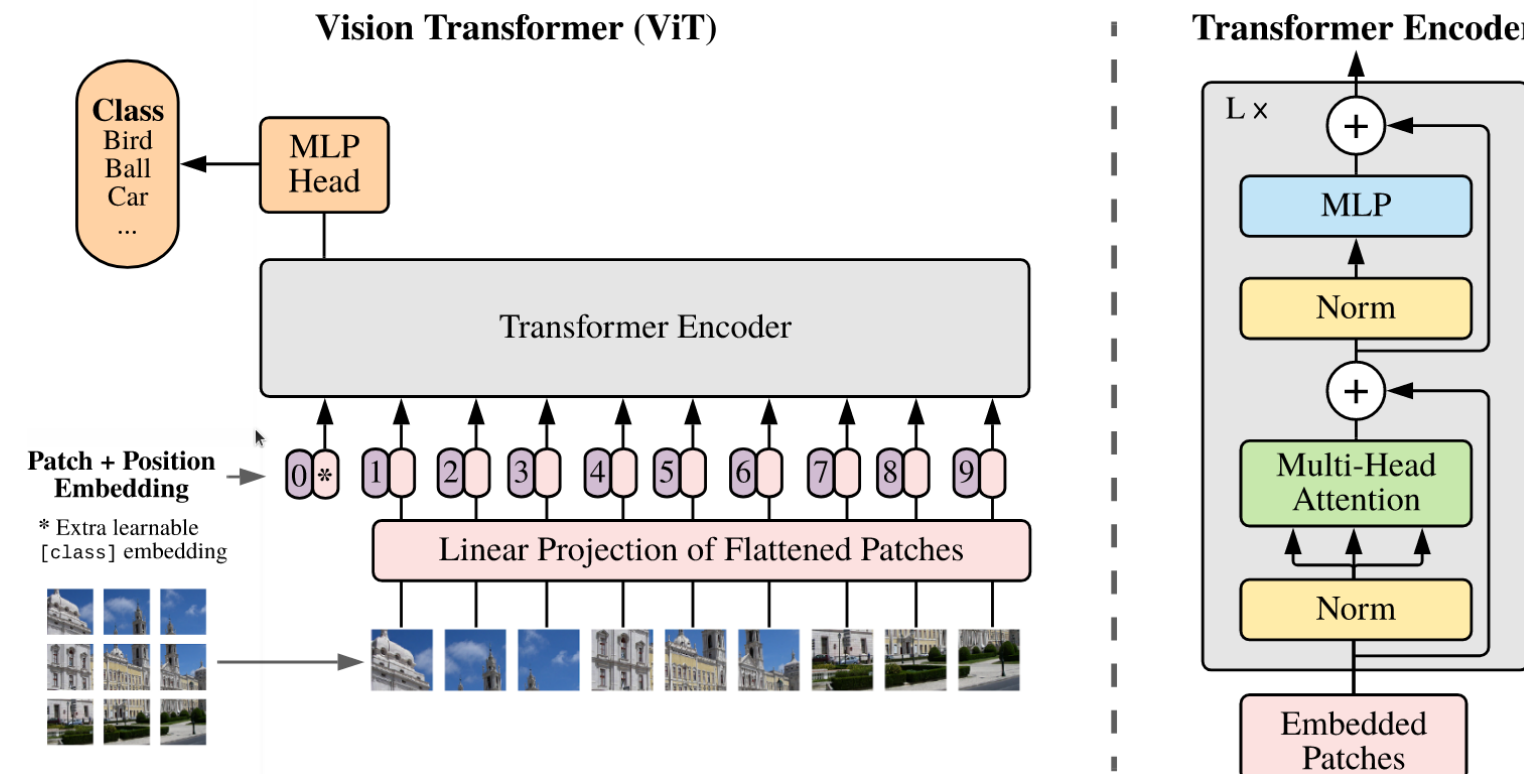 Vision Transformer (ViT)
Class
Bird
Ball
Car
...
MLP
Head
Transformer Encoder
Patch + Position
Embedding
0 * 1 2 3 4 5 6 7 8 9
* Extra learnable
[class] embedding
Linear Projection of Flattened Patches
Transformer Encoder
L ×
+
MLP
Norm
+
Multi-Head
Attention
Norm
Embedded
Patches